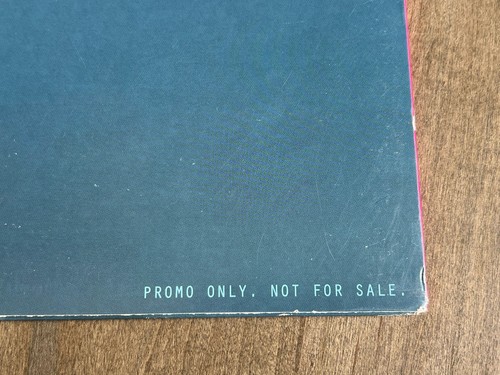 PROMO ONLY. NOT FOR SALE.